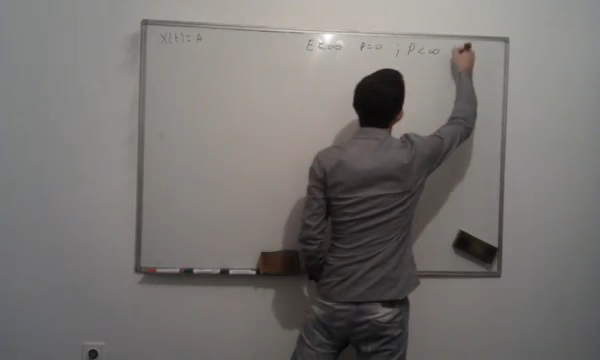 X(t)=A
E<∞ P=0 ; P<∞